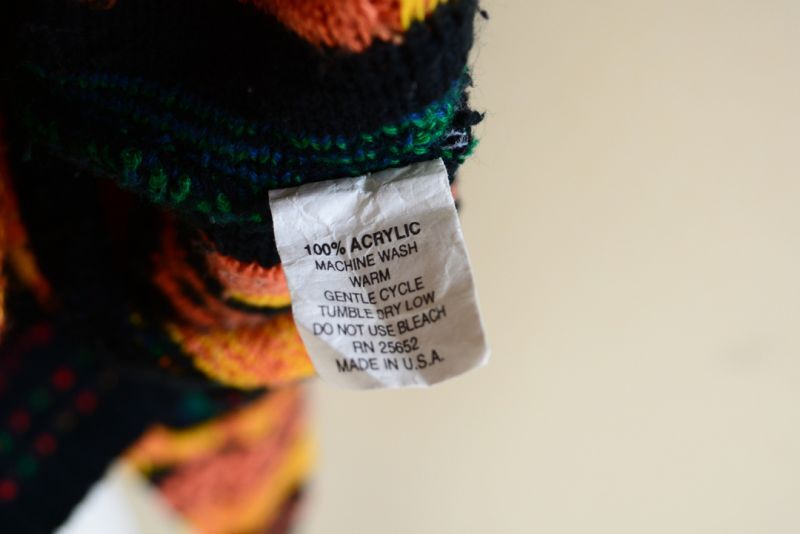 100% ACRYLIC
MACHINE WASH
WARM
GENTLE CYCLE
TUMBLE DRY LOW
DO NOT USE BLEACH
RN 25652
MADE IN U.S.A.